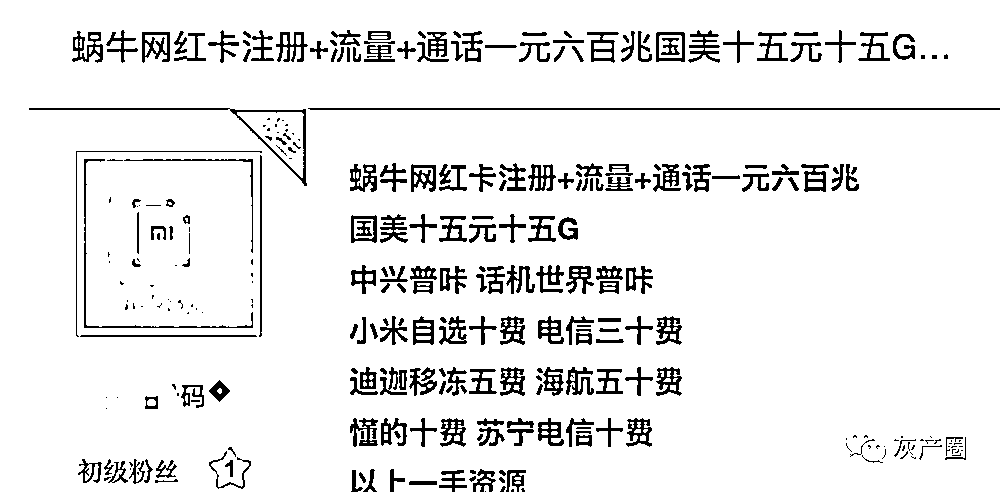 蜗牛网红卡注册+流量+通话一元六百兆国美十五元十五G...
蜗牛网红卡注册+流量+通话一元六百兆
国美十五元十五G
中兴普咔 话机世界普咔
小米自选十费 电信三十费
迪迦移冻五费 海航五十费
懂的十费 苏宁电信十费
以上一手资源
mi
码
初级粉丝 1
灰产圈